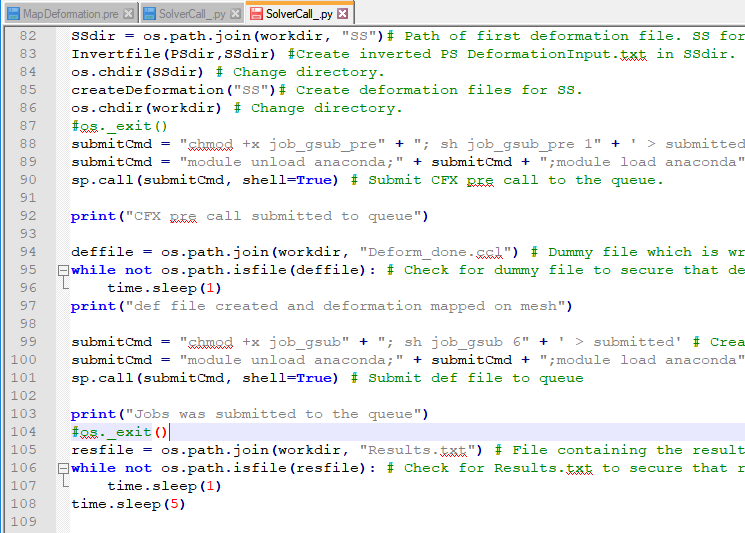 MapDeformation.pre SolverCall_.py SolverCall_.py
82 SSdir = os.path.join(workdir, "SS")# Path of first deformation file. SS for
83 Invertfile(PSdir,SSdir) #Create inverted PS DeformationInput.txt in SSdir.
84 os.chdir(SSdir) # Change directory.
85 createDeformation("SS")# Create deformation files for SS.
86 os.chdir(workdir) # Change directory.
87 #os._exit()
88 submitCmd = "chmod +x job_gsub_pre" + "; sh job_gsub_pre 1" + ' > submitted
89 submitCmd = "module unload anaconda;" + submitCmd + ";module load anaconda"
90 sp.call(submitCmd, shell=True) # Submit CFX pre call to the queue.
91
92 print("CFX pre call submitted to queue")
93
94 deffile = os.path.join(workdir, "Deform_done.ccl") # Dummy file which is wr
95 while not os.path.isfile(deffile): # Check for dummy file to secure that de
96 time.sleep(1)
97 print("def file created and deformation mapped on mesh")
98
99 submitCmd = "chmod +x job_gsub" + "; sh job_gsub 6" + ' > submitted' # Crea
100 submitCmd = "module unload anaconda;" + submitCmd + ";module load anaconda"
101 sp.call(submitCmd, shell=True) # Submit def file to queue
102
103 print("Jobs was submitted to the queue")
104 #os._exit()
105 resfile = os.path.join(workdir, "Results.txt") # File containing the result
106 while not os.path.isfile(resfile): # Check for Results.txt to secure that r
107 time.sleep(1)
108 time.sleep(5)
109